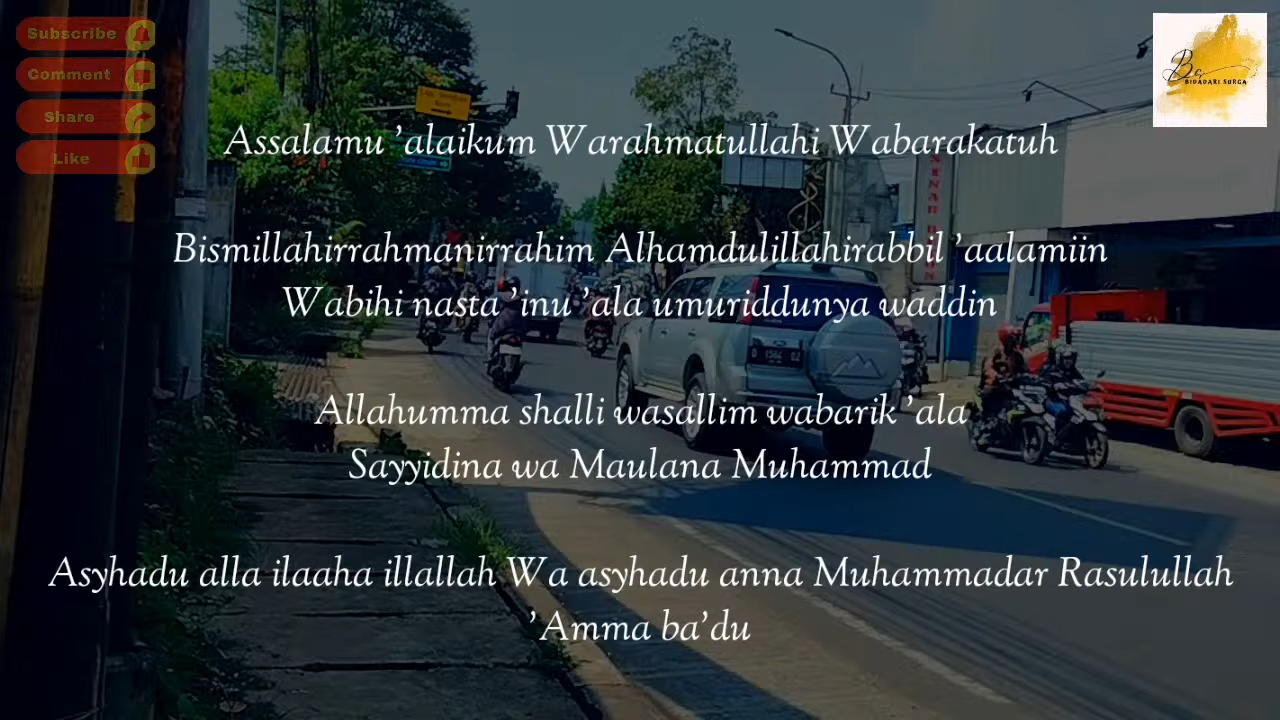 Subscribe
Comment
Share
Like
BIDADARI SURGA
Assalamu 'alaikum Warahmatullahi Wabarakatuh
Bismillahirrahmanirrahim Alhamdulillahirabbil 'aalamiin
Wabihi nasta 'inu 'ala umuriddunya waddin
Allahumma shalli wasallim wabarik 'ala
Sayyidina wa Maulana Muhammad
Asyhadu alla ilaaha illallah Wa asyhadu anna Muhammadar Rasulullah
'Amma ba'du